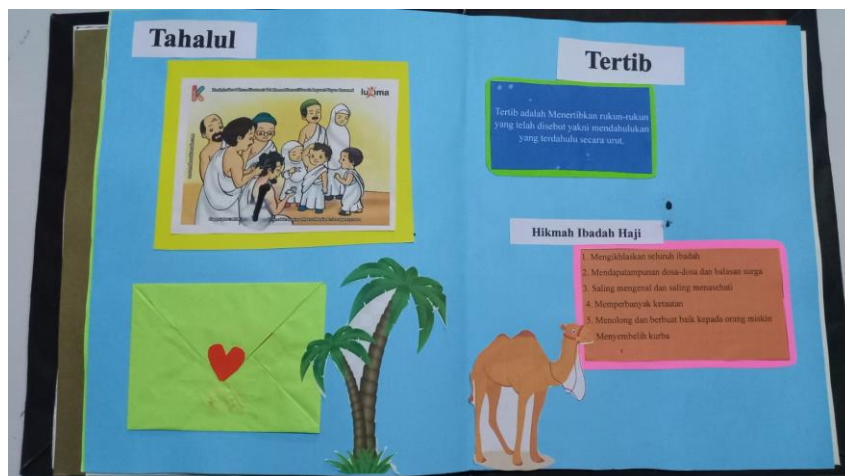 Tahalul
luxima
Tertib
Tertib adalah Menertibkan rukun-rukun
yang telah disebut yakni mendahulukan
yang terdahulu secara urut.
Hikmah Ibadah Haji
1. Mengikhlaskan seluruh ibadah
2. Mendapatampunan dosa-dosa dan balasan surga
3. Saling mengenal dan saling menasehati
4. Memperbanyak ketaatan
5. Menolong dan berbuat baik kepada orang miskin
Menyembelih kurba